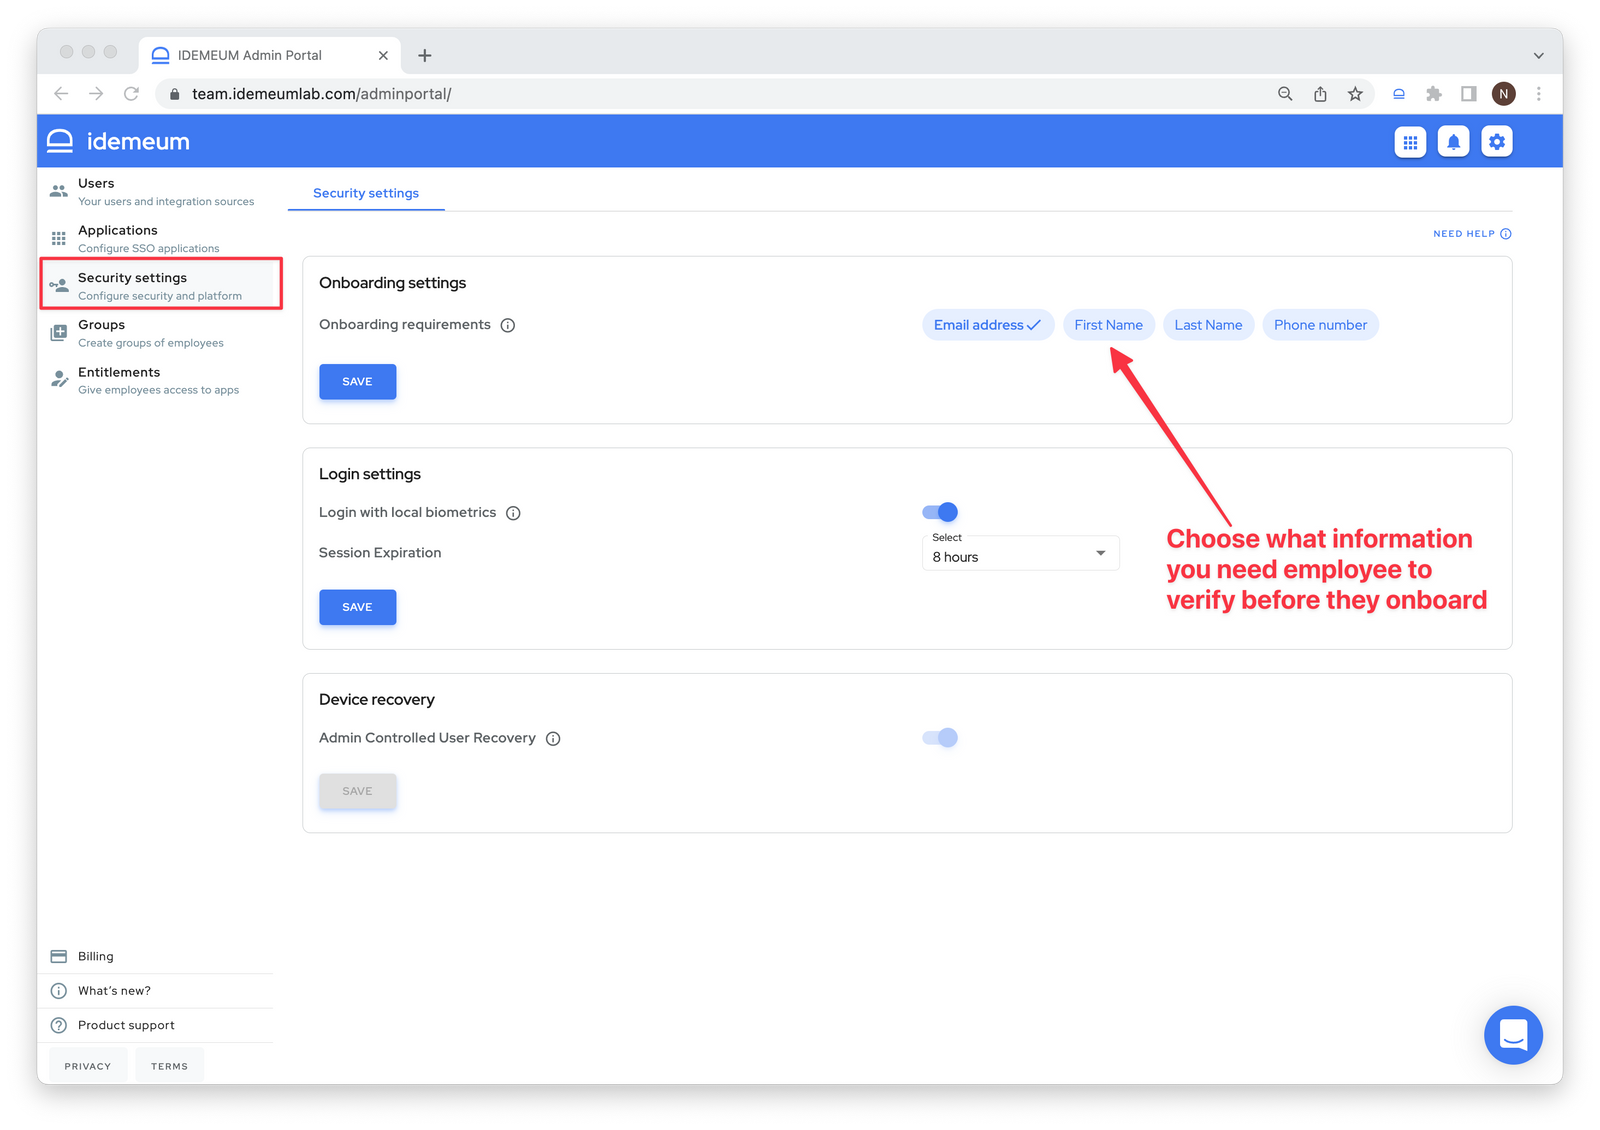 IDEMEUM Admin Portal
team.idemeumlab.com/adminportal/
N
idemeum
Users
Your users and integration sources
Applications
Configure SSO applications
Security settings
Configure security and platform
Groups
Create groups of employees
Entitlements
Give employees access to apps
Security settings
NEED HELP
Onboarding settings
Onboarding requirements
Email address
First Name
Last Name
Phone number
SAVE
Login settings
Login with local biometrics
Session Expiration
Select
8 hours
SAVE
Choose what information
you need employee to
verify before they onboard
Device recovery
Admin Controlled User Recovery
SAVE
Billing
What's new?
Product support
PRIVACY
TERMS